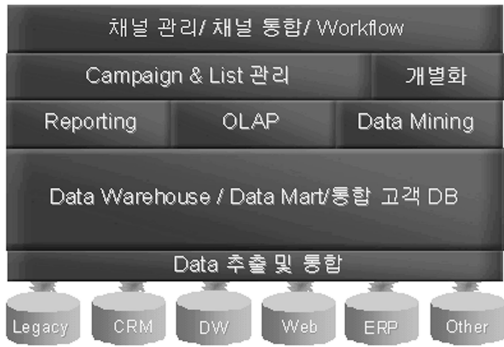 채널 관리/ 채널 통합/ Workflow
Campaign & List 관리 개별화
Reporting OLAP Data Mining
Data Warehouse / Data Mart/통합 고객 DB
Data 추출 및 통합
Legacy CRM DW Web ERP Other